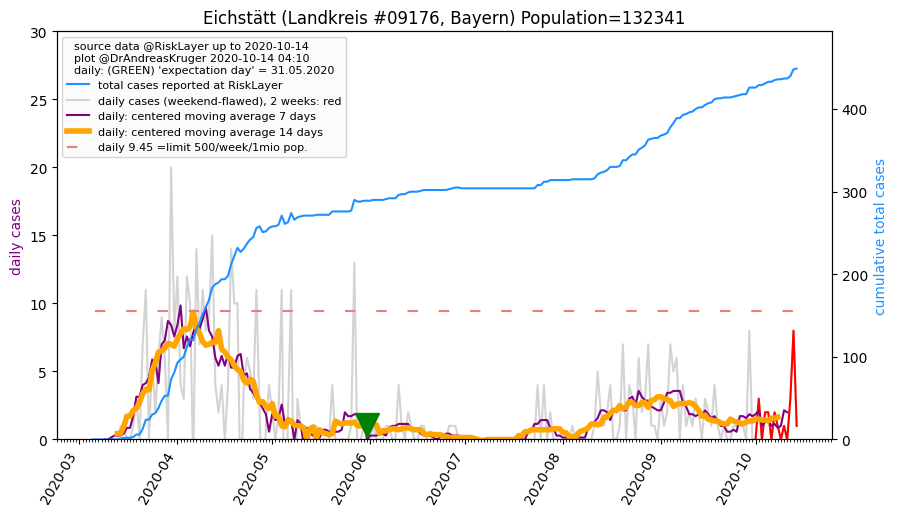 Eichstätt (Landkreis #09176, Bayern) Population=132341
source data @RiskLayer up to 2020-10-14
plot @DrAndreasKruger 2020-10-14 04:10
daily: (GREEN) 'expectation day' = 31.05.2020
total cases reported at RiskLayer
daily cases (weekend-flawed), 2 weeks: red
daily: centered moving average 7 days
daily: centered moving average 14 days
daily 9.45 =limit 500/week/1mio pop.
daily cases
30
25
20
15
10
5
0
cumulative total cases
400
300
200
100
0
2020-03
2020-04
2020-05
2020-06
2020-07
2020-08
2020-09
2020-10